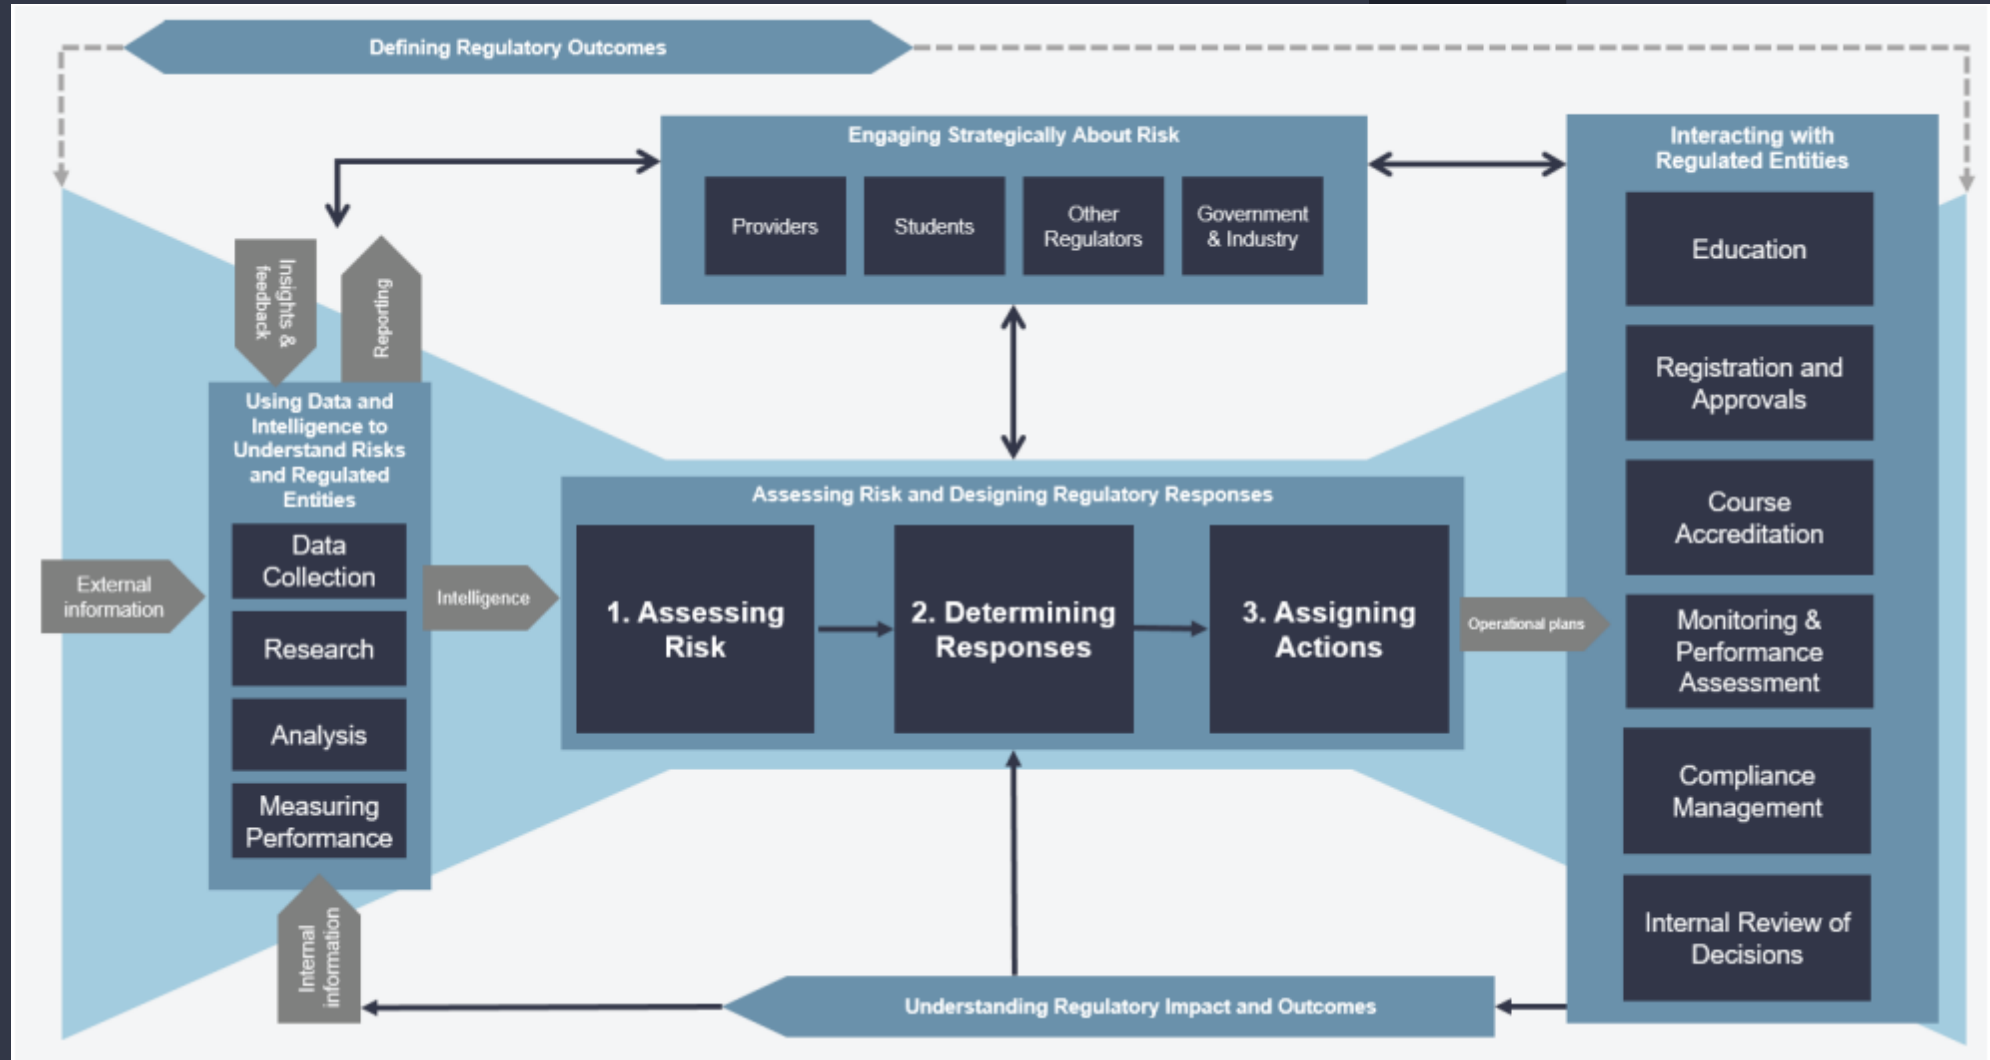 Defining Regulatory Outcomes
Engaging Strategically About Risk
Providers
Students
Other
Regulators
Government
& Industry
Interacting with
Regulated Entities
Education
Registration and
Approvals
Course
Accreditation
Monitoring &
Performance
Assessment
Compliance
Management
Internal Review of
Decisions
Insights &
feedback
Reporting
Using Data and
Intelligence to
Understand Risks
and Regulated
Entities
Data
Collection
Research
Analysis
Measuring
Performance
External
information
Intelligence
Internal
information
Assessing Risk and Designing Regulatory Responses
1. Assessing
Risk
2. Determining
Responses
3. Assigning
Actions
Operational plans
Understanding Regulatory Impact and Outcomes